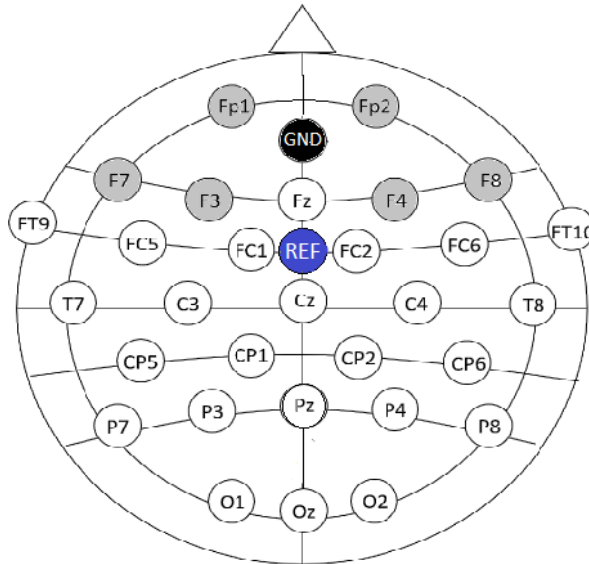 Fp1 Fp2
GND
F7 F3 Fz F4 F8
FT9 FC5 FC1 REF FC2 FC6 FT10
T7 C3 Cz C4 T8
CP5 CP1 CP2 CP6
P7 P3 Pz P4 P8
O1 Oz O2